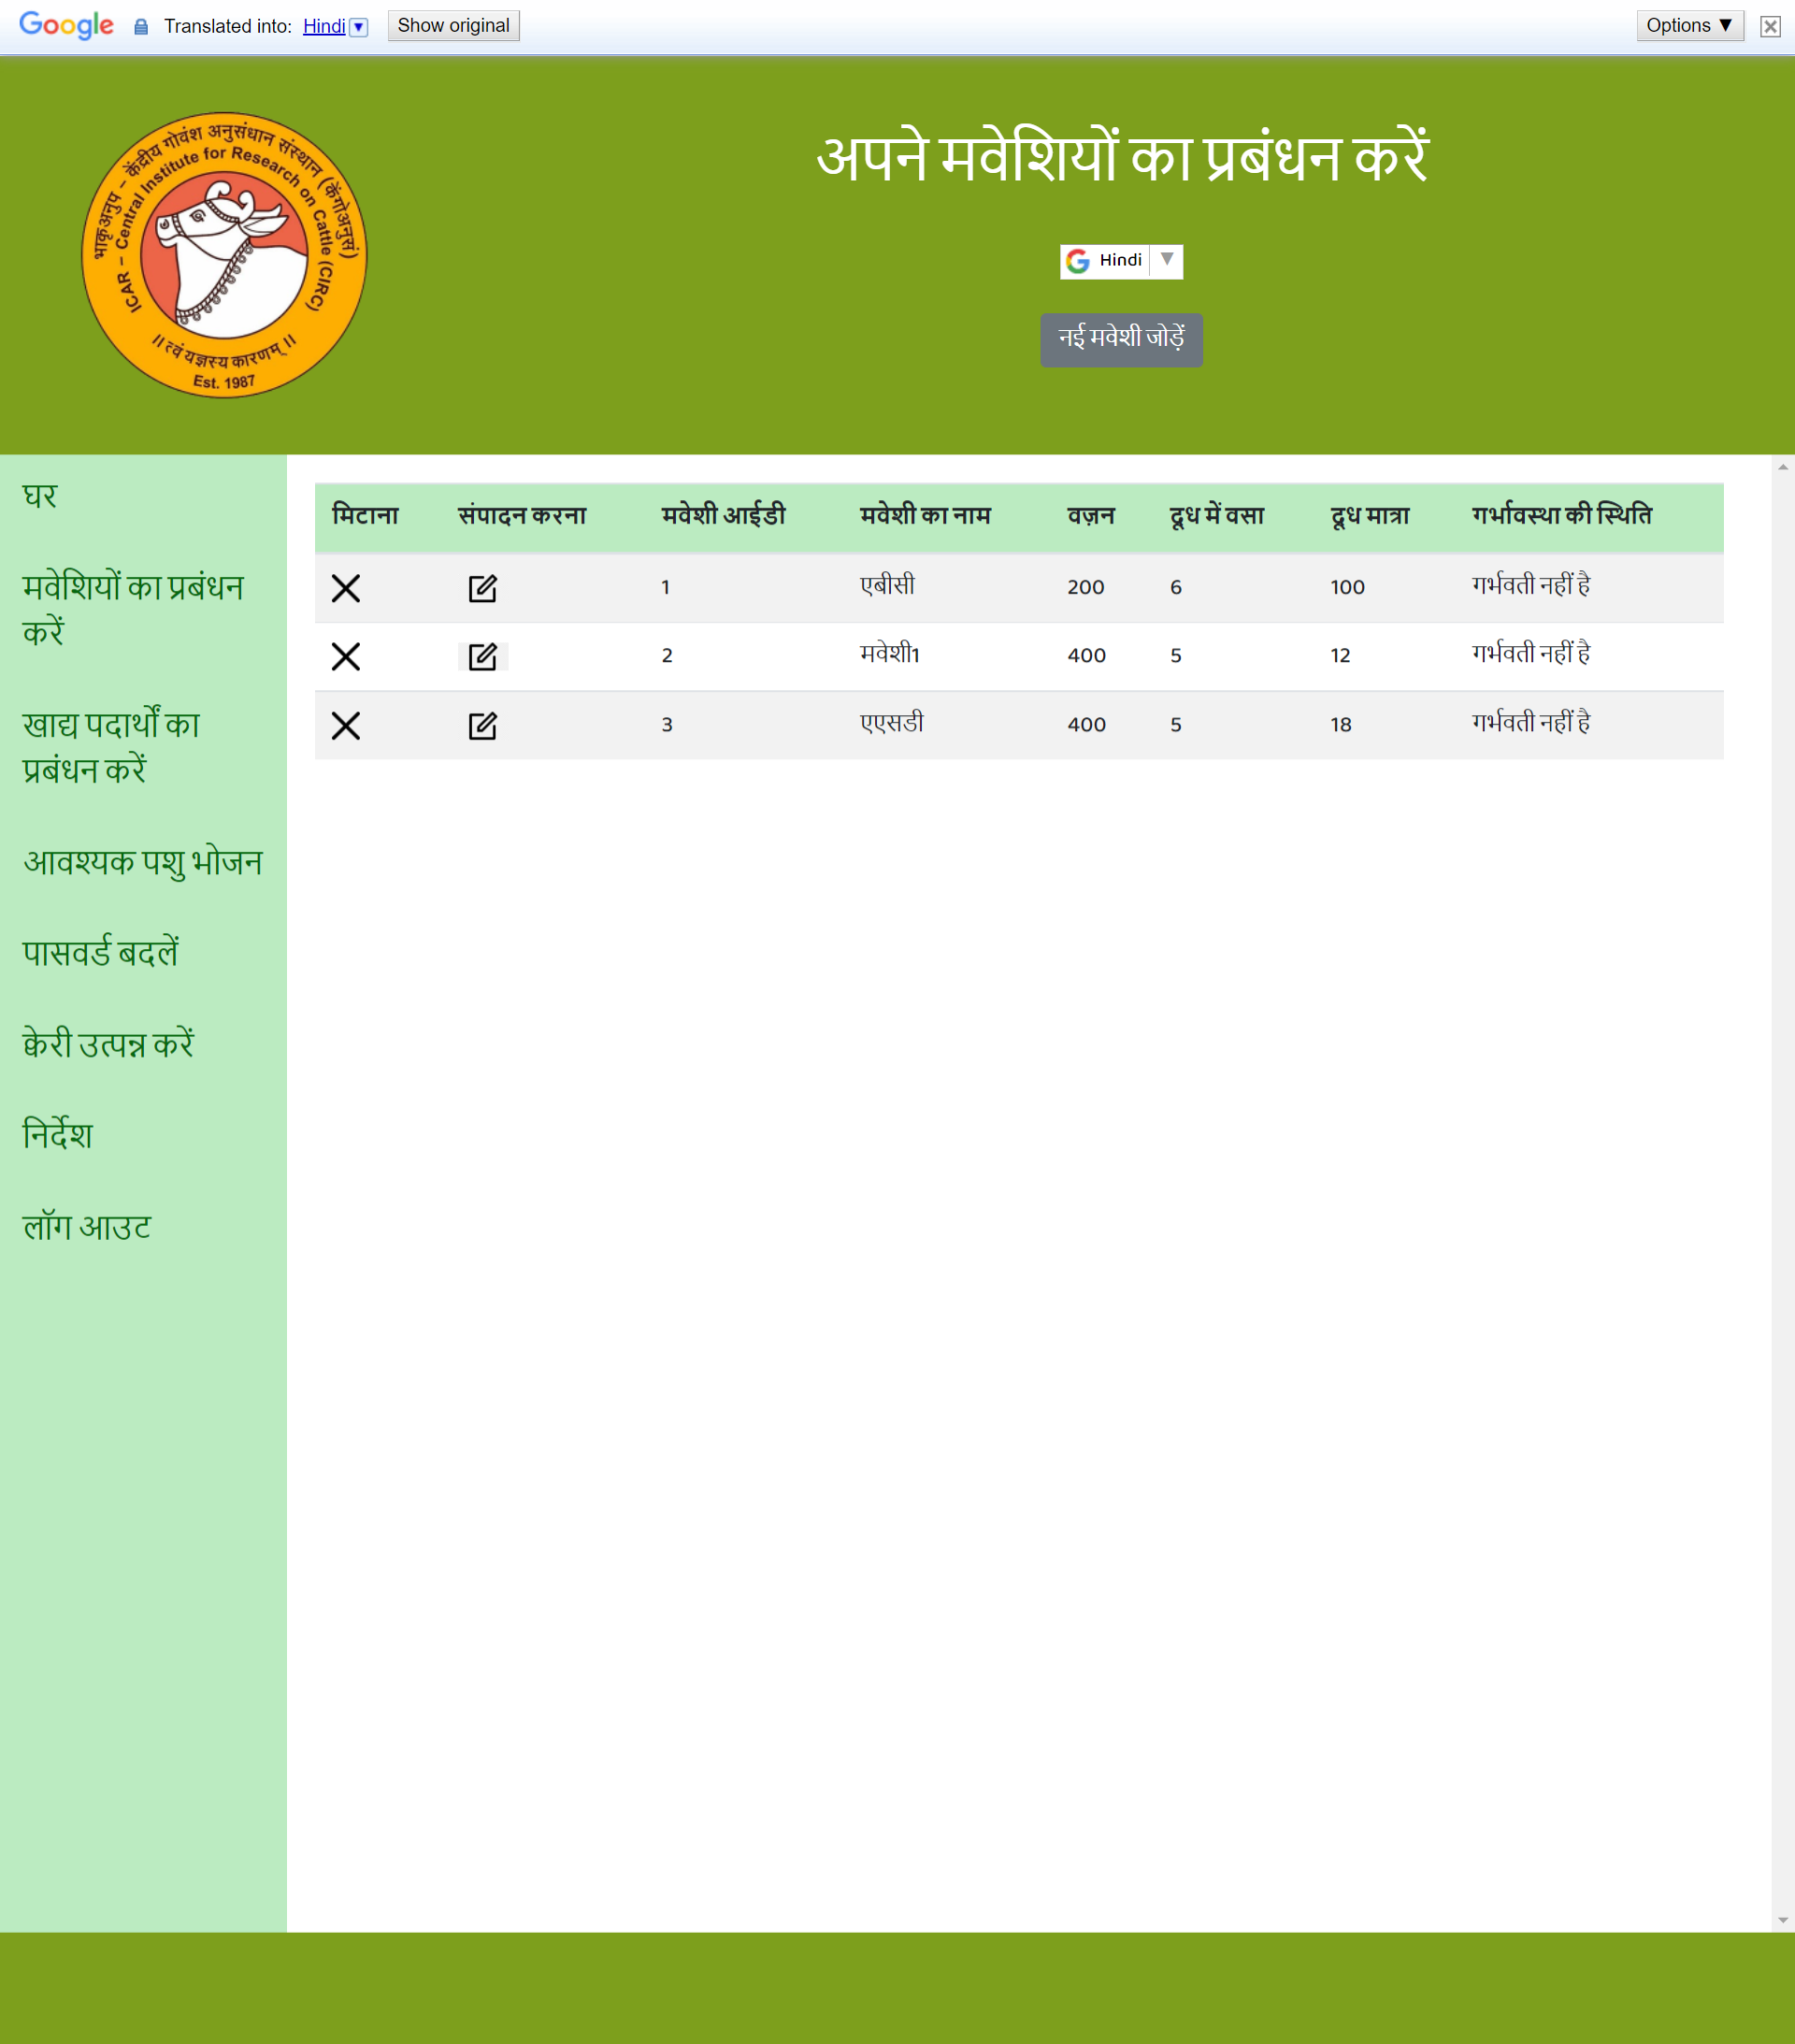 Google Translated into: Hindi ▼ Show original Options ▼
भाकृअनुप – केंद्रीय गोवंश अनुसंधान संस्थान (केंगोअनुसं)
ICAR – Central Institute for Research on Cattle (CIRC)
॥ त्वं यज्ञस्य कारणम् ॥
Est. 1987
अपने मवेशियों का प्रबंधन करें
Hindi ▼
नई मवेशी जोड़ें
घर
मवेशियों का प्रबंधन
करें
खाद्य पदार्थों का
प्रबंधन करें
आवश्यक पशु भोजन
पासवर्ड बदलें
क्वेरी उत्पन्न करें
निर्देश
लॉग आउट
मिटाना संपादन करना मवेशी आईडी मवेशी का नाम वज़न दूध में वसा दूध मात्रा गर्भावस्था की स्थिति
1 एबीसी 200 6 100 गर्भवती नहीं है
2 मवेशी1 400 5 12 गर्भवती नहीं है
3 एएसडी 400 5 18 गर्भवती नहीं है